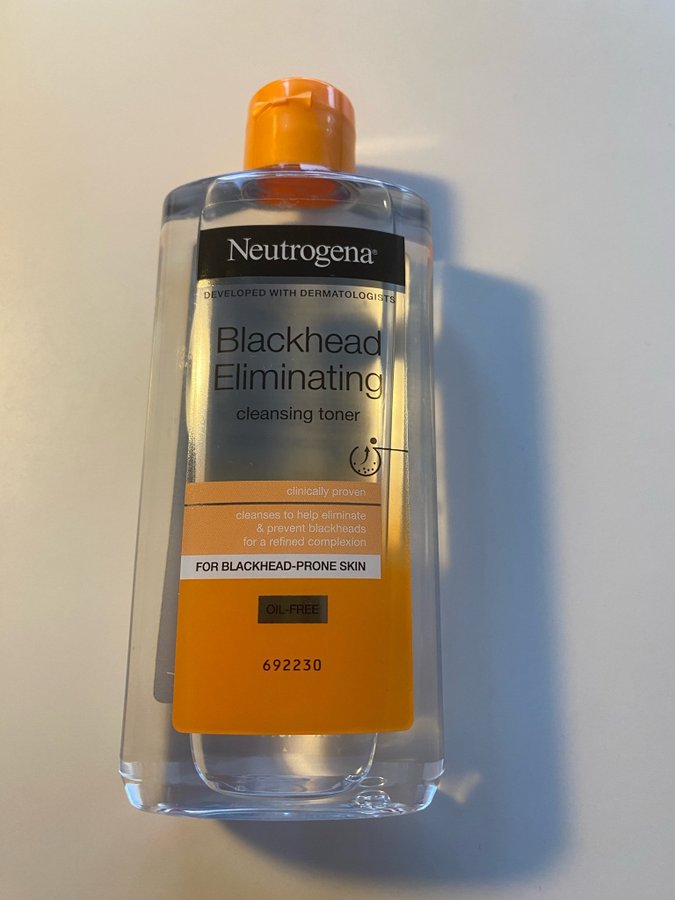 Neutrogena®
DEVELOPED WITH DERMATOLOGISTS
Blackhead
Eliminating
cleansing toner
clinically proven
cleanses to help eliminate
& prevent blackheads
for a refined complexion
FOR BLACKHEAD-PRONE SKIN
OIL-FREE
692230